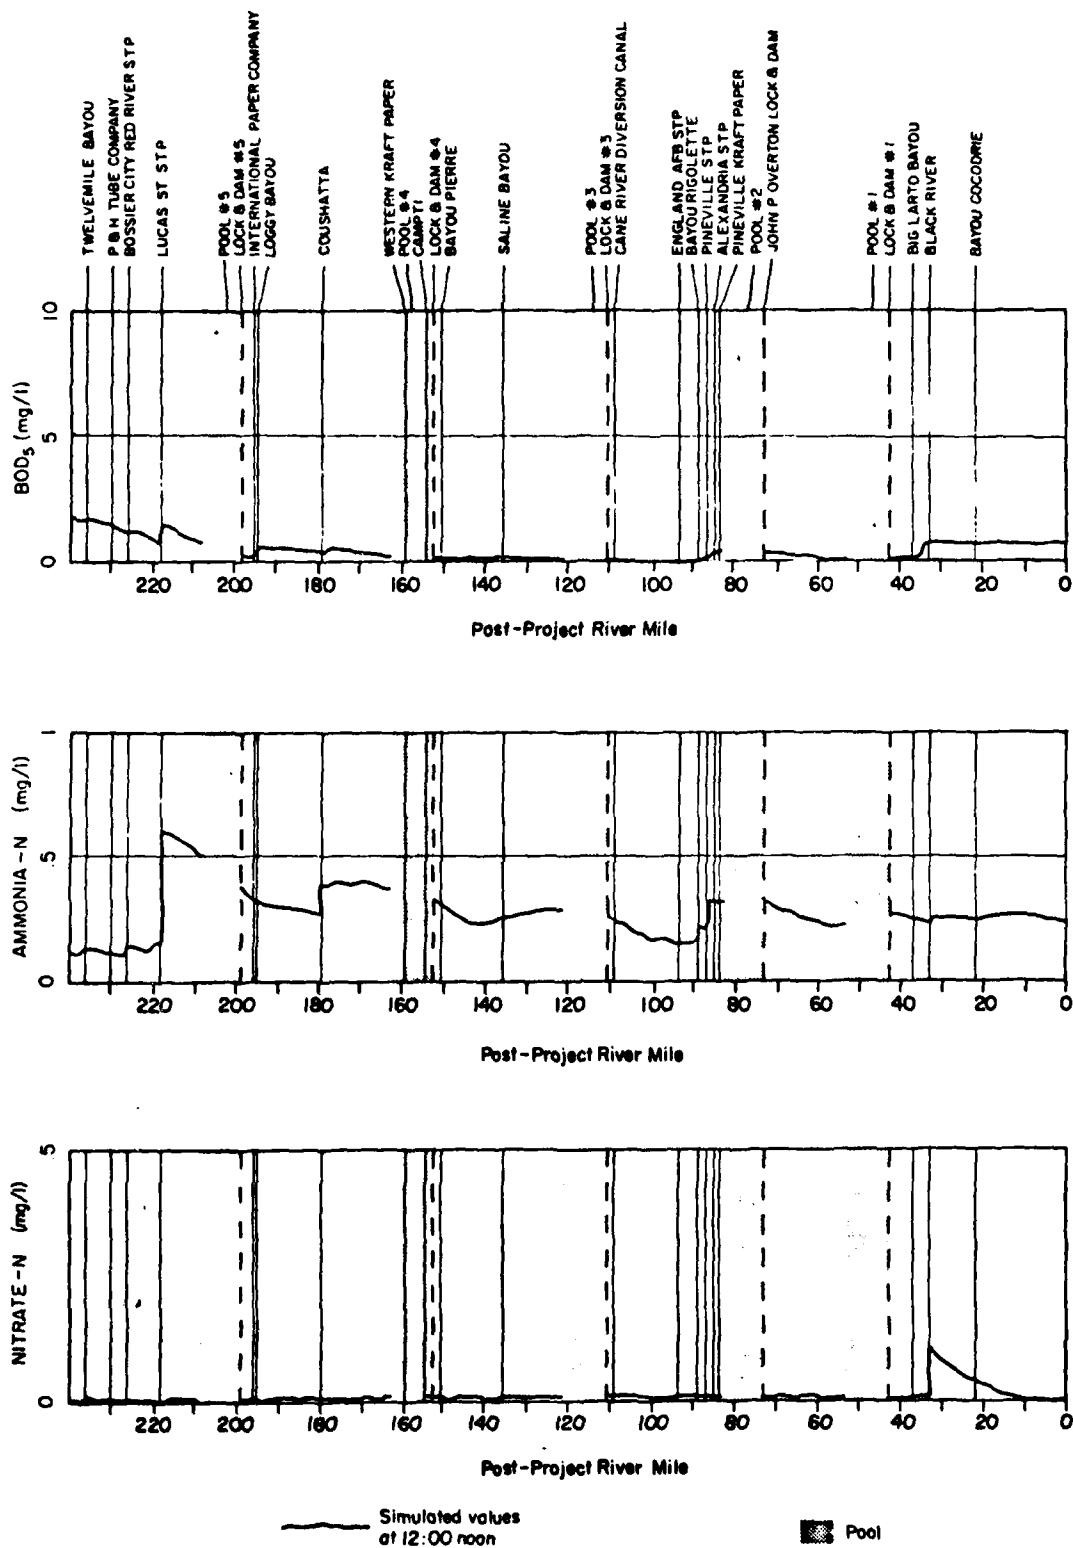 TWELVEMILE BAYOU
P & H TUBE COMPANY
BOSSIER CITY RED RIVER STP
LUCAS ST STP
POOL #5
LOCK & DAM #5
INTERNATIONAL PAPER COMPANY
LOGGY BAYOU
COUSHATTA
WESTERN KRAFT PAPER
POOL #4
CAMPTI
LOCK & DAM #4
BAYOU PIERRE
SALINE BAYOU
POOL #3
LOCK & DAM #3
CANE RIVER DIVERSION CANAL
ENGLAND AFB STP
BAYOU RIGOLETTE
PINEVILLE STP
ALEXANDRIA STP
PINEVILLE KRAFT PAPER
POOL #2
JOHN P OVERTON LOCK & DAM
POOL #1
LOCK & DAM #1
BIG LARTO BAYOU
BLACK RIVER
BAYOU COCODRIE
BOD5 (mg/l)
10
5
0
220 200 180 160 140 120 100 80 60 40 20 0
Post-Project River Mile
AMMONIA-N (mg/l)
1
.5
0
220 200 180 160 140 120 100 80 60 40 20 0
Post-Project River Mile
NITRATE-N (mg/l)
5
0
220 200 180 160 140 120 100 80 60 40 20 0
Post-Project River Mile
Simulated values
at 12:00 noon
Pool